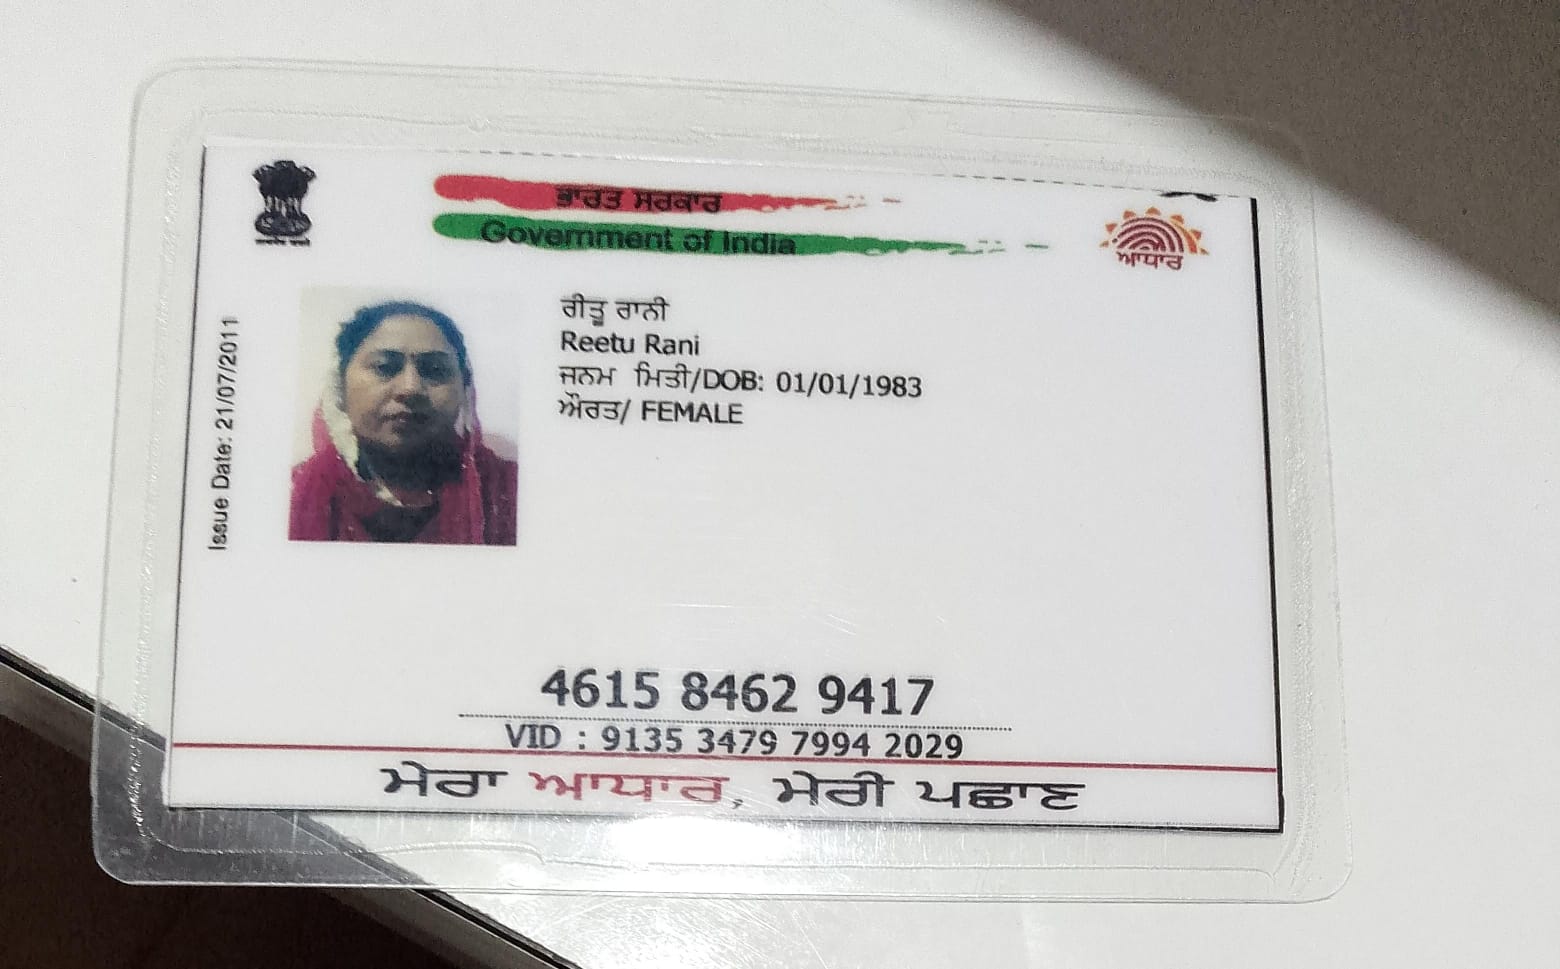 ਭਾਰਤ ਸਰਕਾਰ
Government of India
ਆਧਾਰ
Issue Date: 21/07/2011
ਰੀਤੂ ਰਾਨੀ
Reetu Rani
ਜਨਮ ਮਿਤੀ/DOB: 01/01/1983
ਔਰਤ/ FEMALE
4615 8462 9417
VID : 9135 3479 7994 2029
ਮੇਰਾ ਆਧਾਰ, ਮੇਰੀ ਪਛਾਣ